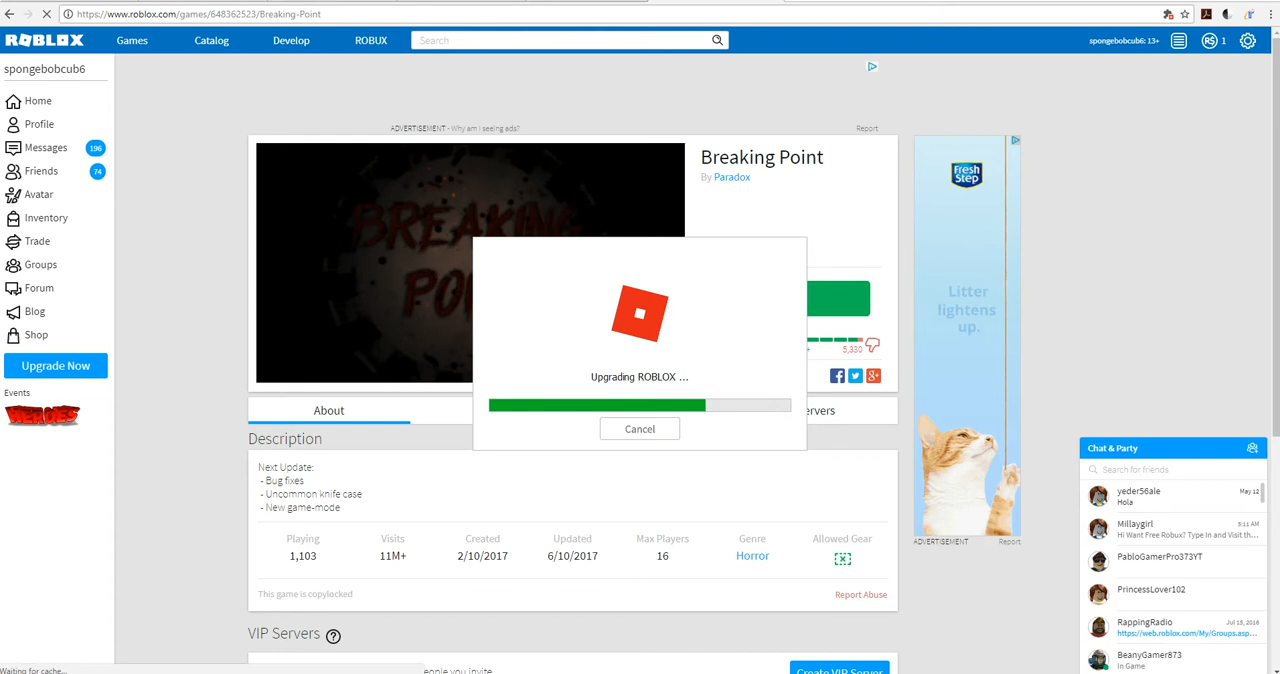 https://www.roblox.com/games/648362523/Breaking-Point
ROBLOX Games Catalog Develop ROBUX Search spongebobcub6: 13+ R$ 1
spongebobcub6
Home
Profile
Messages 196
Friends 74
Avatar
Inventory
Trade
Groups
Forum
Blog
Shop
Upgrade Now
Events
HEROES
ADVERTISEMENT - Why am I seeing ads? Report
BREAKING
Breaking Point
By Paradox
5,330
Upgrading ROBLOX ...
Cancel
About
ervers
Description
Next Update:
- Bug fixes
- Uncommon knife case
- New game-mode
Playing Visits Created Updated Max Players Genre Allowed Gear
1,103 11M+ 2/10/2017 6/10/2017 16 Horror
This game is copylocked Report Abuse
VIP Servers ?
eople you invite
Create VIP Server
Fresh
Step
Litter
lightens
up.
ADVERTISEMENT Report
Chat & Party
Search for friends
yeder56ale May 12
Hola
Millaygirl 5:11 AM
Hi Want Free Robux? Type In and Visit th...
PabloGamerPro373YT
PrincessLover102
RappingRadio Jul 15, 2016
https://web.roblox.com/My/Groups.asp...
BeanyGamer873
In Game
Waiting for cache...